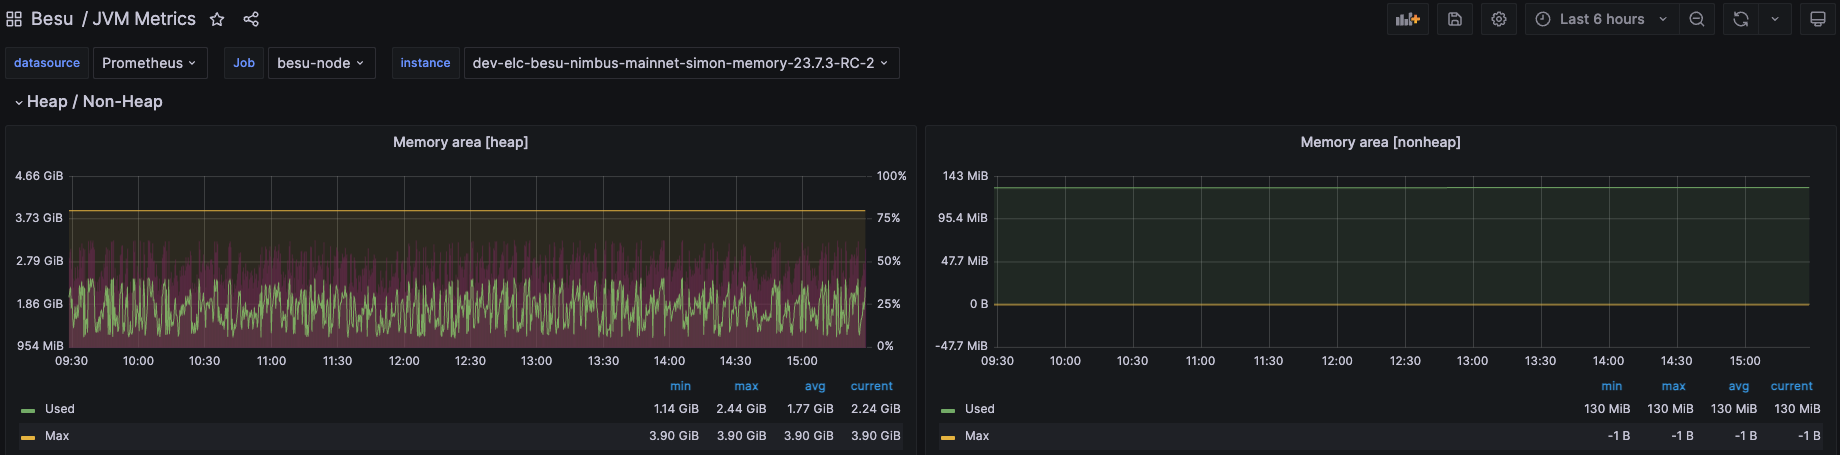 Besu / JVM Metrics
Last 6 hours
datasource Prometheus Job besu-node instance dev-elc-besu-nimbus-mainnet-simon-memory-23.7.3-RC-2
Heap / Non-Heap
Memory area [heap]
4.66 GiB
3.73 GiB
2.79 GiB
1.86 GiB
954 MiB
100%
75%
50%
25%
0%
09:30 10:00 10:30 11:00 11:30 12:00 12:30 13:00 13:30 14:00 14:30 15:00
min max avg current
Used 1.14 GiB 2.44 GiB 1.77 GiB 2.24 GiB
Max 3.90 GiB 3.90 GiB 3.90 GiB 3.90 GiB
Memory area [nonheap]
143 MiB
95.4 MiB
47.7 MiB
0 B
-47.7 MiB
09:30 10:00 10:30 11:00 11:30 12:00 12:30 13:00 13:30 14:00 14:30 15:00
min max avg current
Used 130 MiB 130 MiB 130 MiB 130 MiB
Max -1 B -1 B -1 B -1 B